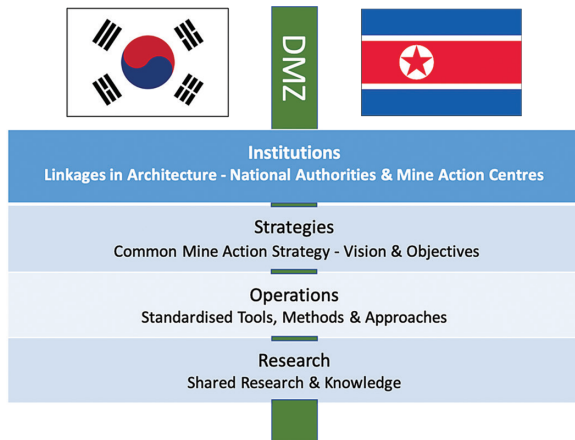 DMZ
Institutions
Linkages in Architecture - National Authorities & Mine Action Centres
Strategies
Common Mine Action Strategy - Vision & Objectives
Operations
Standardised Tools, Methods & Approaches
Research
Shared Research & Knowledge